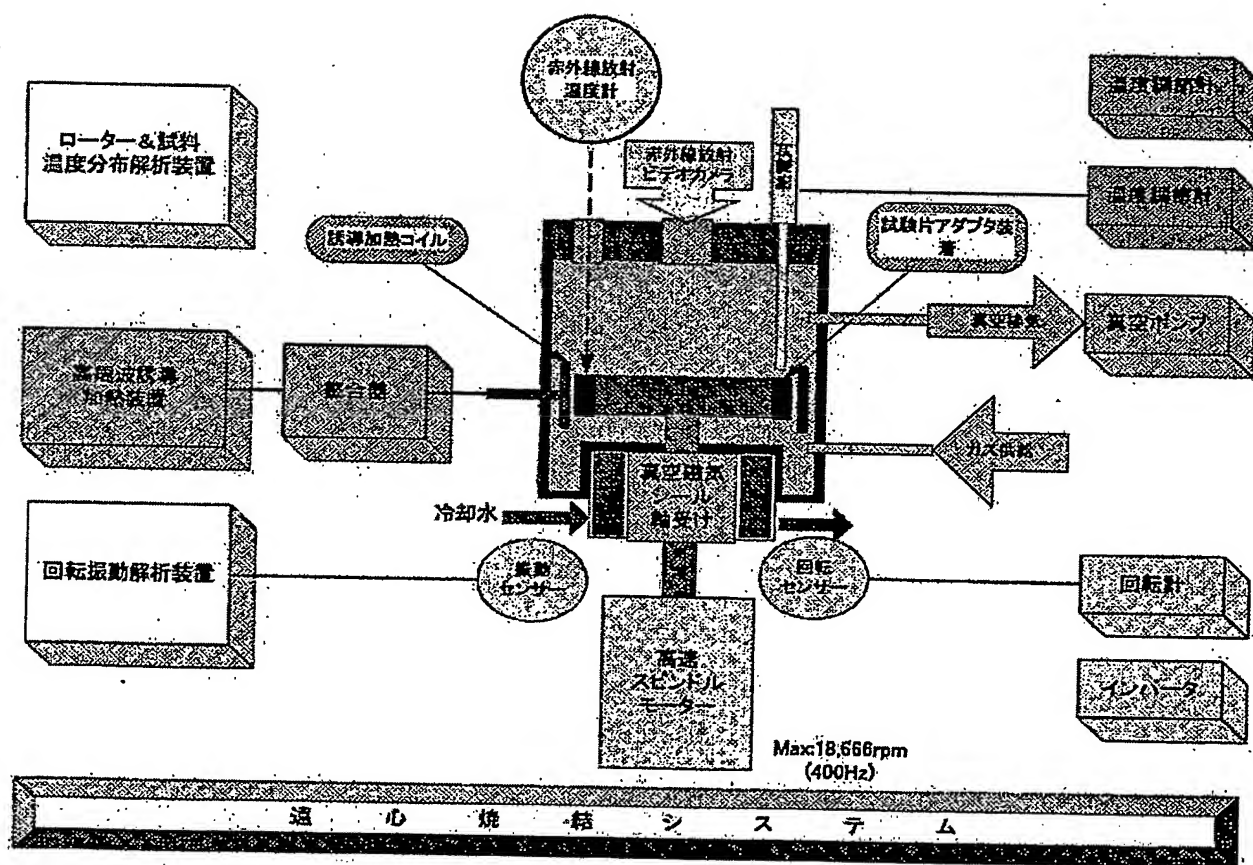 赤外線放射
温度計
ローター&試料
温度分布解析装置
赤外線放射
ビデオカメラ
温度調節計
誘導加熱コイル
試験片アダプタ装
着
真空排気
真空ポンプ
高周波誘導
加熱装置
整合器
ガス供給
真空磁気
シール
軸受け
冷却水
回転振動解析装置
振動
センサー
回転
センサー
回転計
高速
スピンドル
モーター
インバータ
Max:18,666rpm
(400Hz)
遠心焼結システム